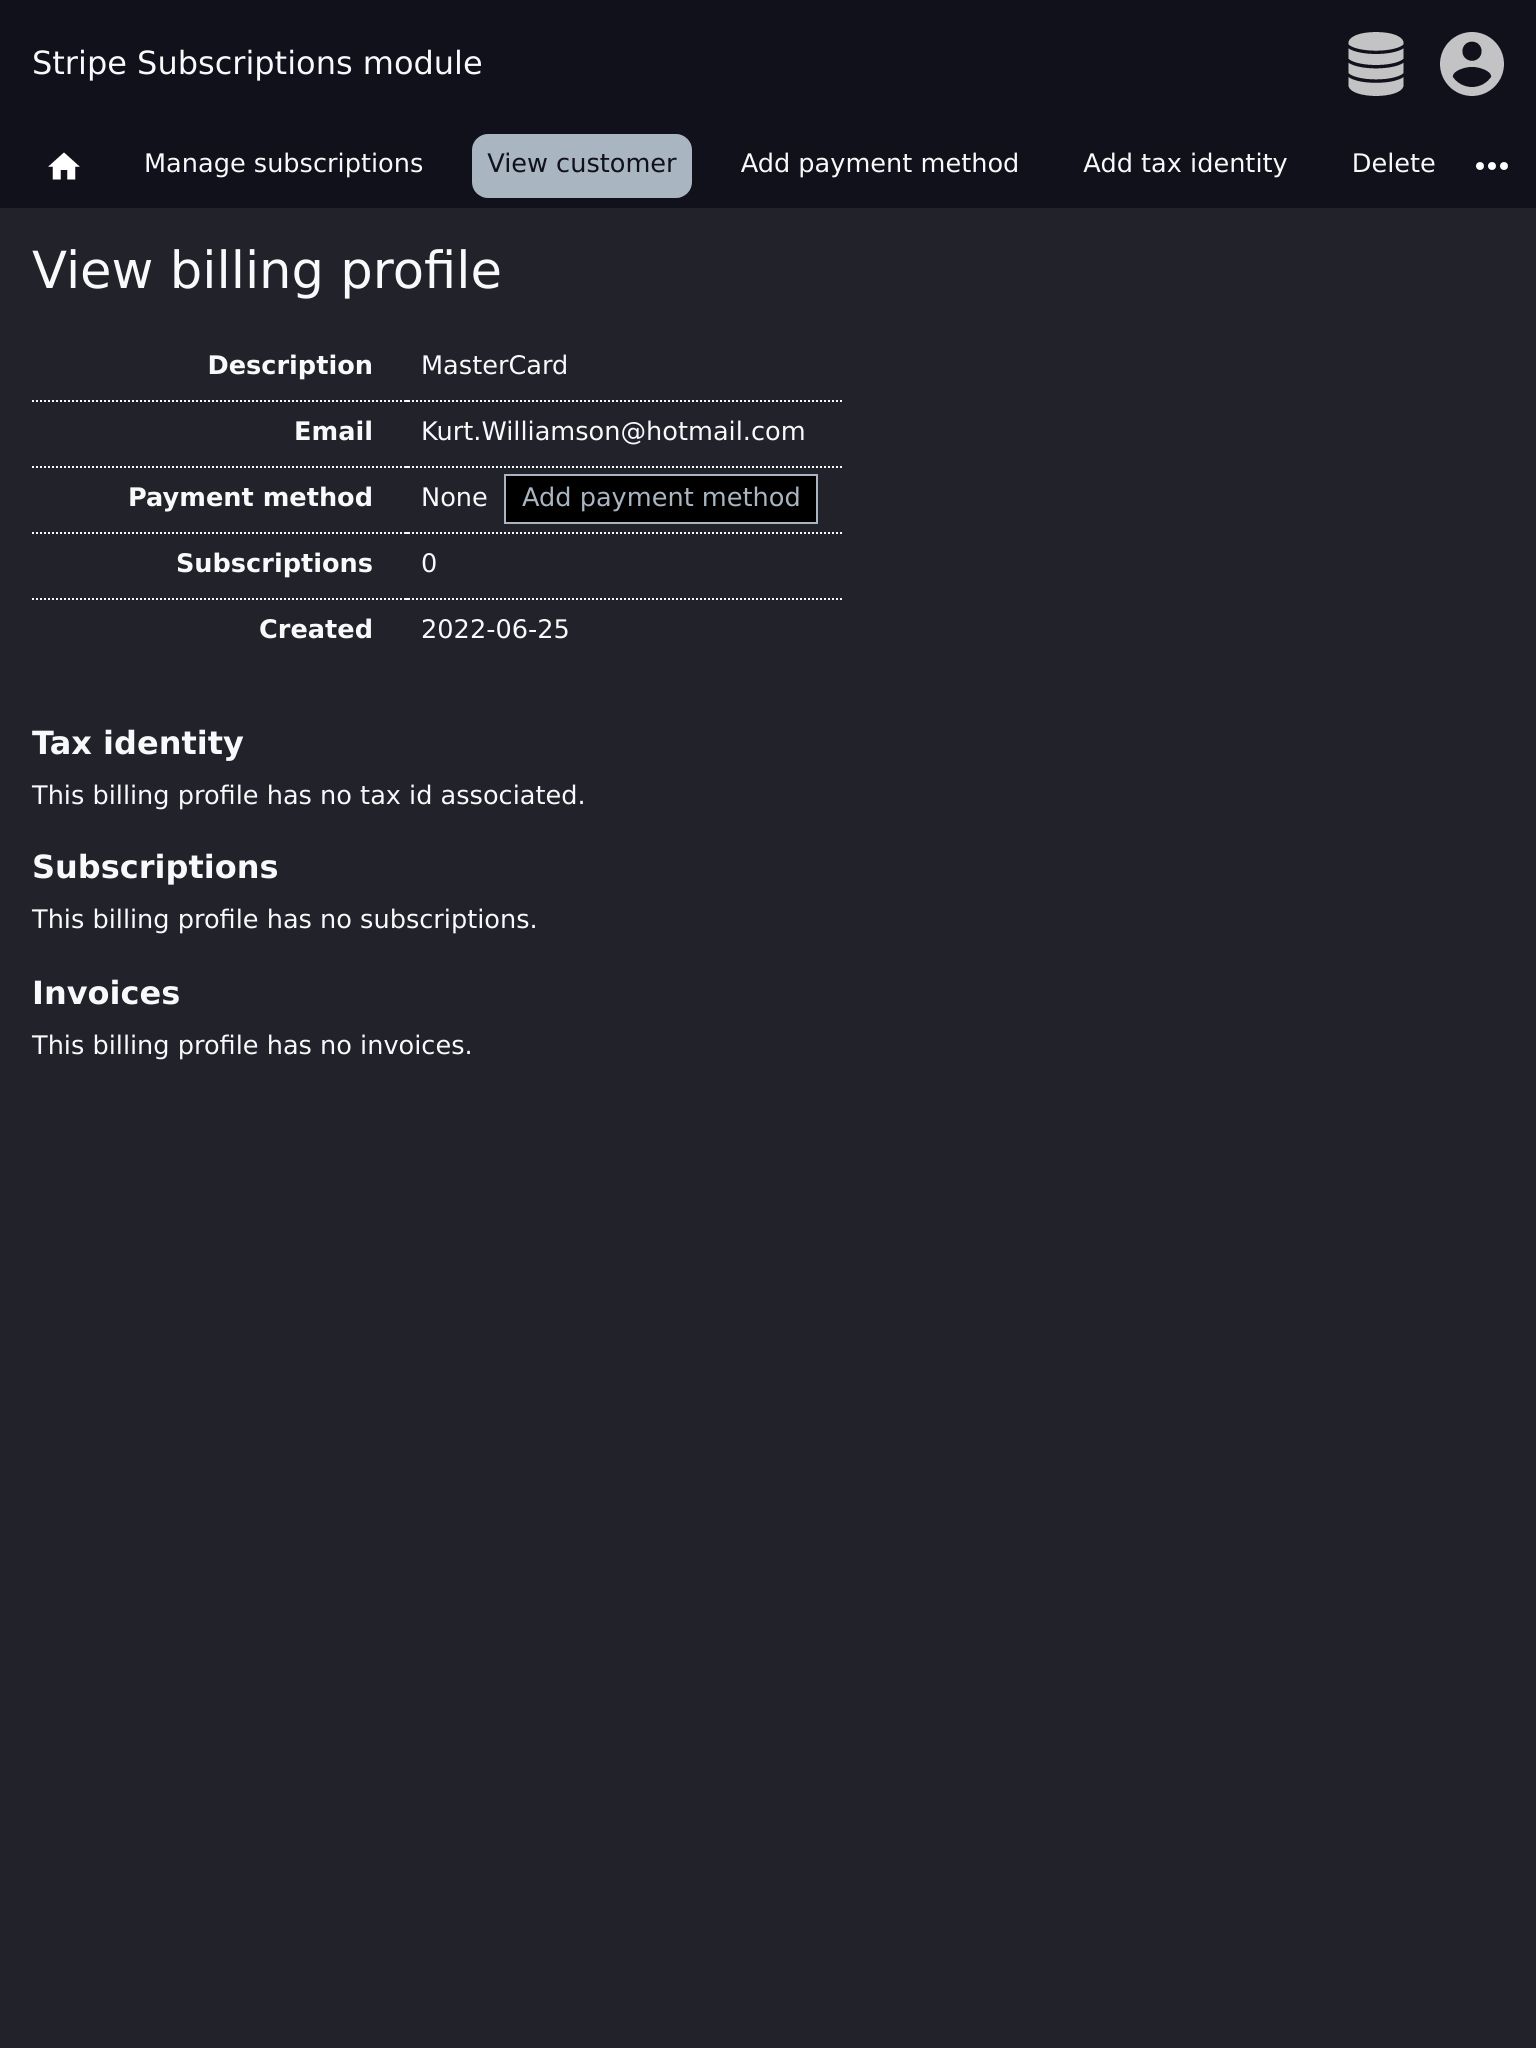 Stripe Subscriptions module
Manage subscriptions View customer Add payment method Add tax identity Delete
View billing profile
Description MasterCard
Email Kurt.Williamson@hotmail.com
Payment method None Add payment method
Subscriptions 0
Created 2022-06-25
Tax identity
This billing profile has no tax id associated.
Subscriptions
This billing profile has no subscriptions.
Invoices
This billing profile has no invoices.